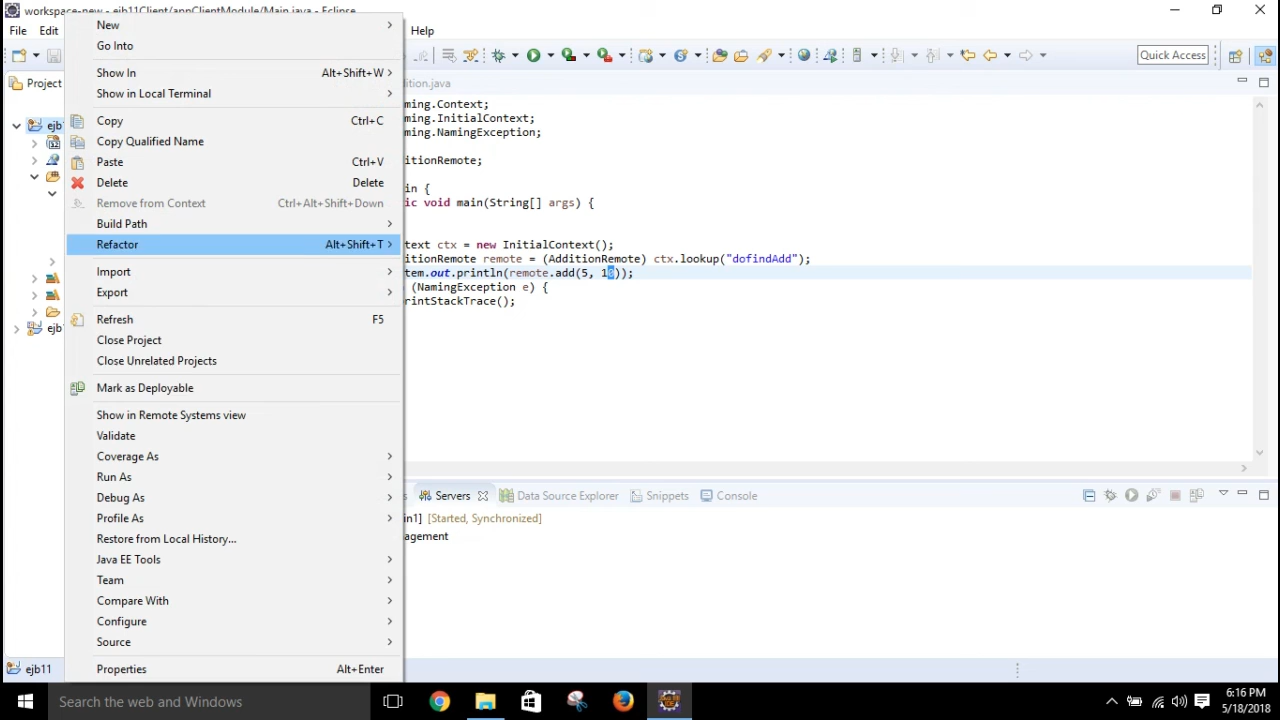 workspace-new - ejb11Client/appClientModule/Main.java - Eclipse
File Edit Help
Quick Access
Project
dition.java
ejb
ejb
New
Go Into
Show In Alt+Shift+W
Show in Local Terminal
Copy Ctrl+C
Copy Qualified Name
Paste Ctrl+V
Delete Delete
Remove from Context Ctrl+Alt+Shift+Down
Build Path
Refactor Alt+Shift+T
Import
Export
Refresh F5
Close Project
Close Unrelated Projects
Mark as Deployable
Show in Remote Systems view
Validate
Coverage As
Run As
Debug As
Profile As
Restore from Local History...
Java EE Tools
Team
Compare With
Configure
Source
Properties Alt+Enter
ming.Context;
ming.InitialContext;
ming.NamingException;
ditionRemote;
in {
ic void main(String[] args) {
text ctx = new InitialContext();
ditionRemote remote = (AdditionRemote) ctx.lookup("dofindAdd");
tem.out.println(remote.add(5, 10));
(NamingException e) {
rintStackTrace();
s Servers Data Source Explorer Snippets Console
in1] [Started, Synchronized]
agement
ejb11
Search the web and Windows
6:16 PM
5/18/2018